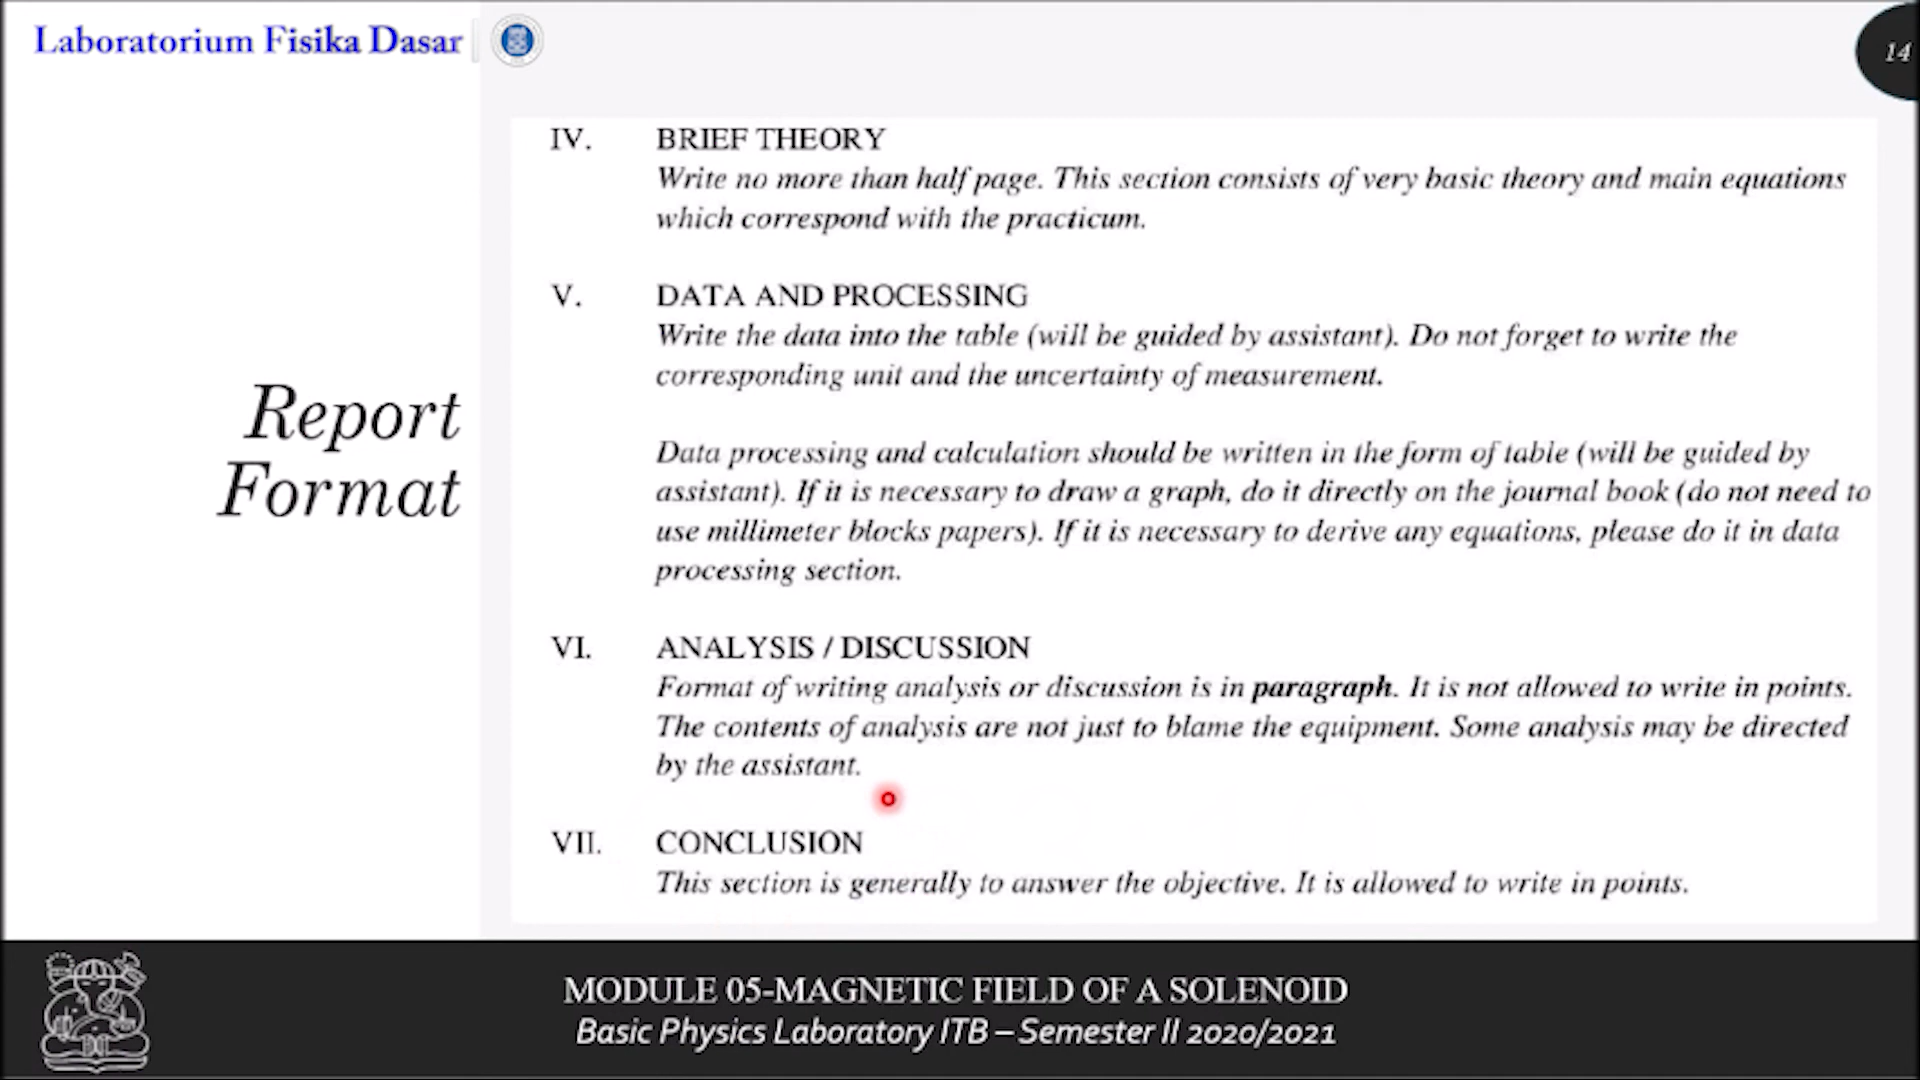 Laboratorium Fisika Dasar
14
Report
Format
IV. BRIEF THEORY
Write no more than half page. This section consists of very basic theory and main equations
which correspond with the practicum.
V. DATA AND PROCESSING
Write the data into the table (will be guided by assistant). Do not forget to write the
corresponding unit and the uncertainty of measurement.
Data processing and calculation should be written in the form of table (will be guided by
assistant). If it is necessary to draw a graph, do it directly on the journal book (do not need to
use millimeter blocks papers). If it is necessary to derive any equations, please do it in data
processing section.
VI. ANALYSIS / DISCUSSION
Format of writing analysis or discussion is in paragraph. It is not allowed to write in points.
The contents of analysis are not just to blame the equipment. Some analysis may be directed
by the assistant.
VII. CONCLUSION
This section is generally to answer the objective. It is allowed to write in points.
MODULE 05-MAGNETIC FIELD OF A SOLENOID
Basic Physics Laboratory ITB – Semester II 2020/2021